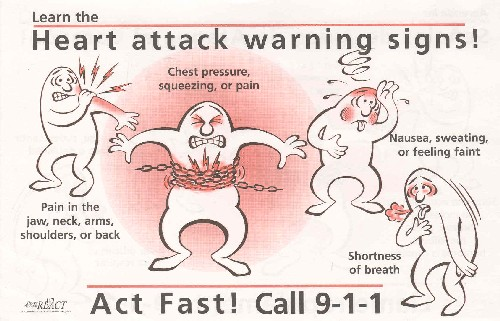 Learn the
Heart attack warning signs!
Chest pressure,
squeezing, or pain
Nausea, sweating,
or feeling faint
Pain in the
jaw, neck, arms,
shoulders, or back
Shortness
of breath
REACT
Act Fast! Call 9-1-1